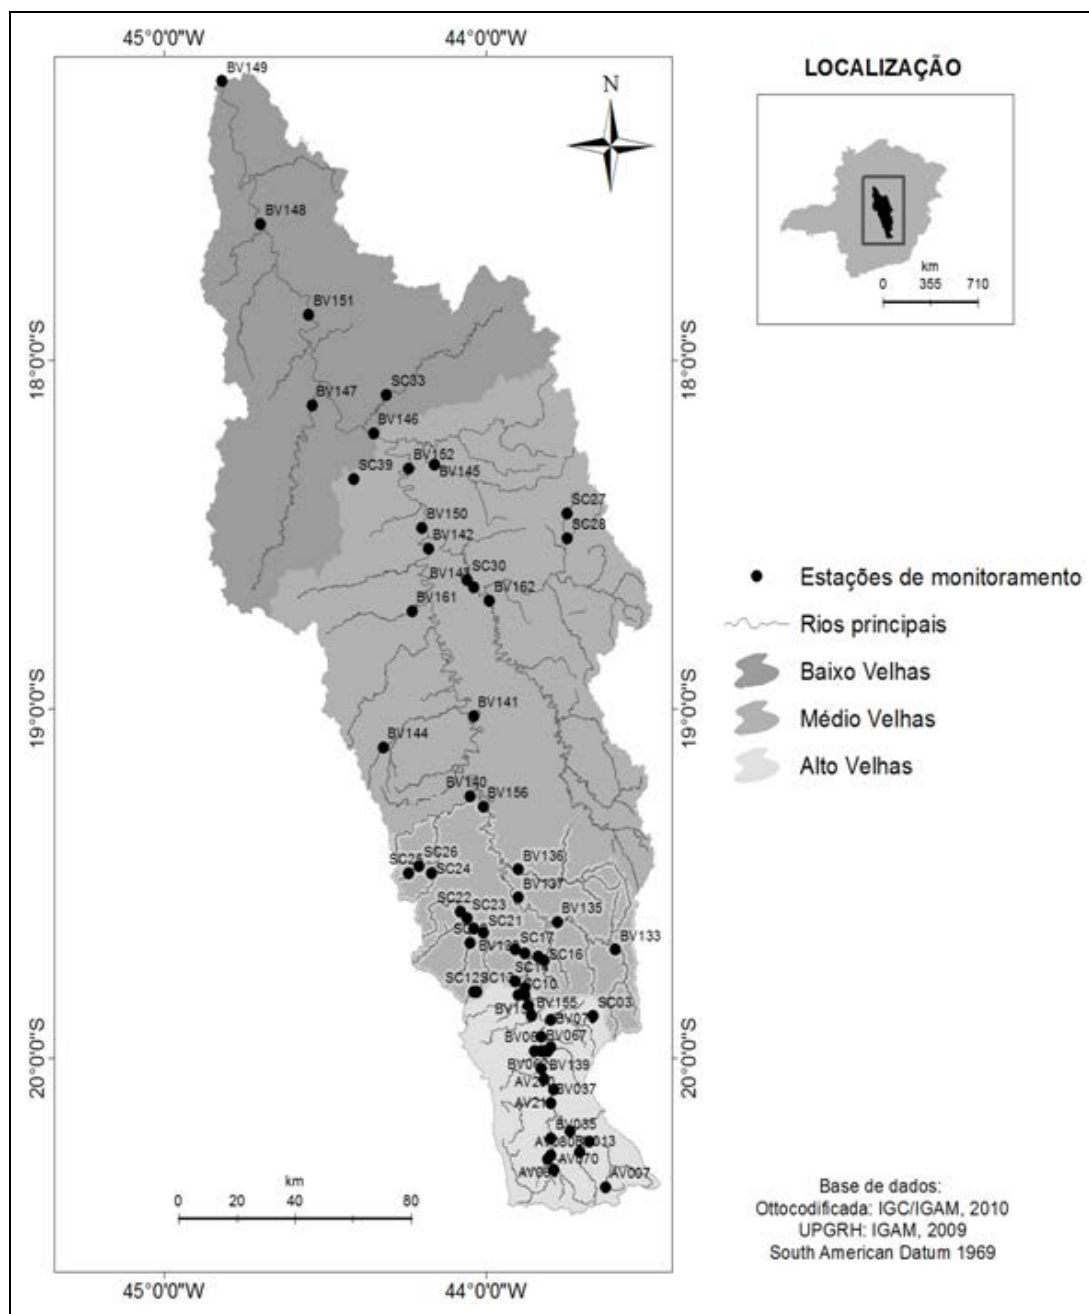 45°0'0"W
44°0'0"W
LOCALIZAÇÃO
BV149
N
BV148
km
0 355 710
BV151
18°0'0"S
18°0'0"S
SC33
BV147
BV146
BV152
BV145
SC39
SC27
BV150
SC28
BV142
SC30
BV162
BV161
Estações de monitoramento
Rios principais
Baixo Velhas
BV141
19°0'0"S
19°0'0"S
Médio Velhas
BV144
Alto Velhas
BV140
BV156
BV136
SC26
SC24
BV137
SC22
SC23
BV135
SC21
SC17
BV133
SC16
SC12
SC13
SC10
BV155
SC03
BV067
20°0'0"S
20°0'0"S
BV139
BV037
BV035
AV070
AV007
km
0 20 40 80
Base de dados:
Ottocodificada: IGC/IGAM, 2010
UPGRH: IGAM, 2009
South American Datum 1969
45°0'0"W
44°0'0"W